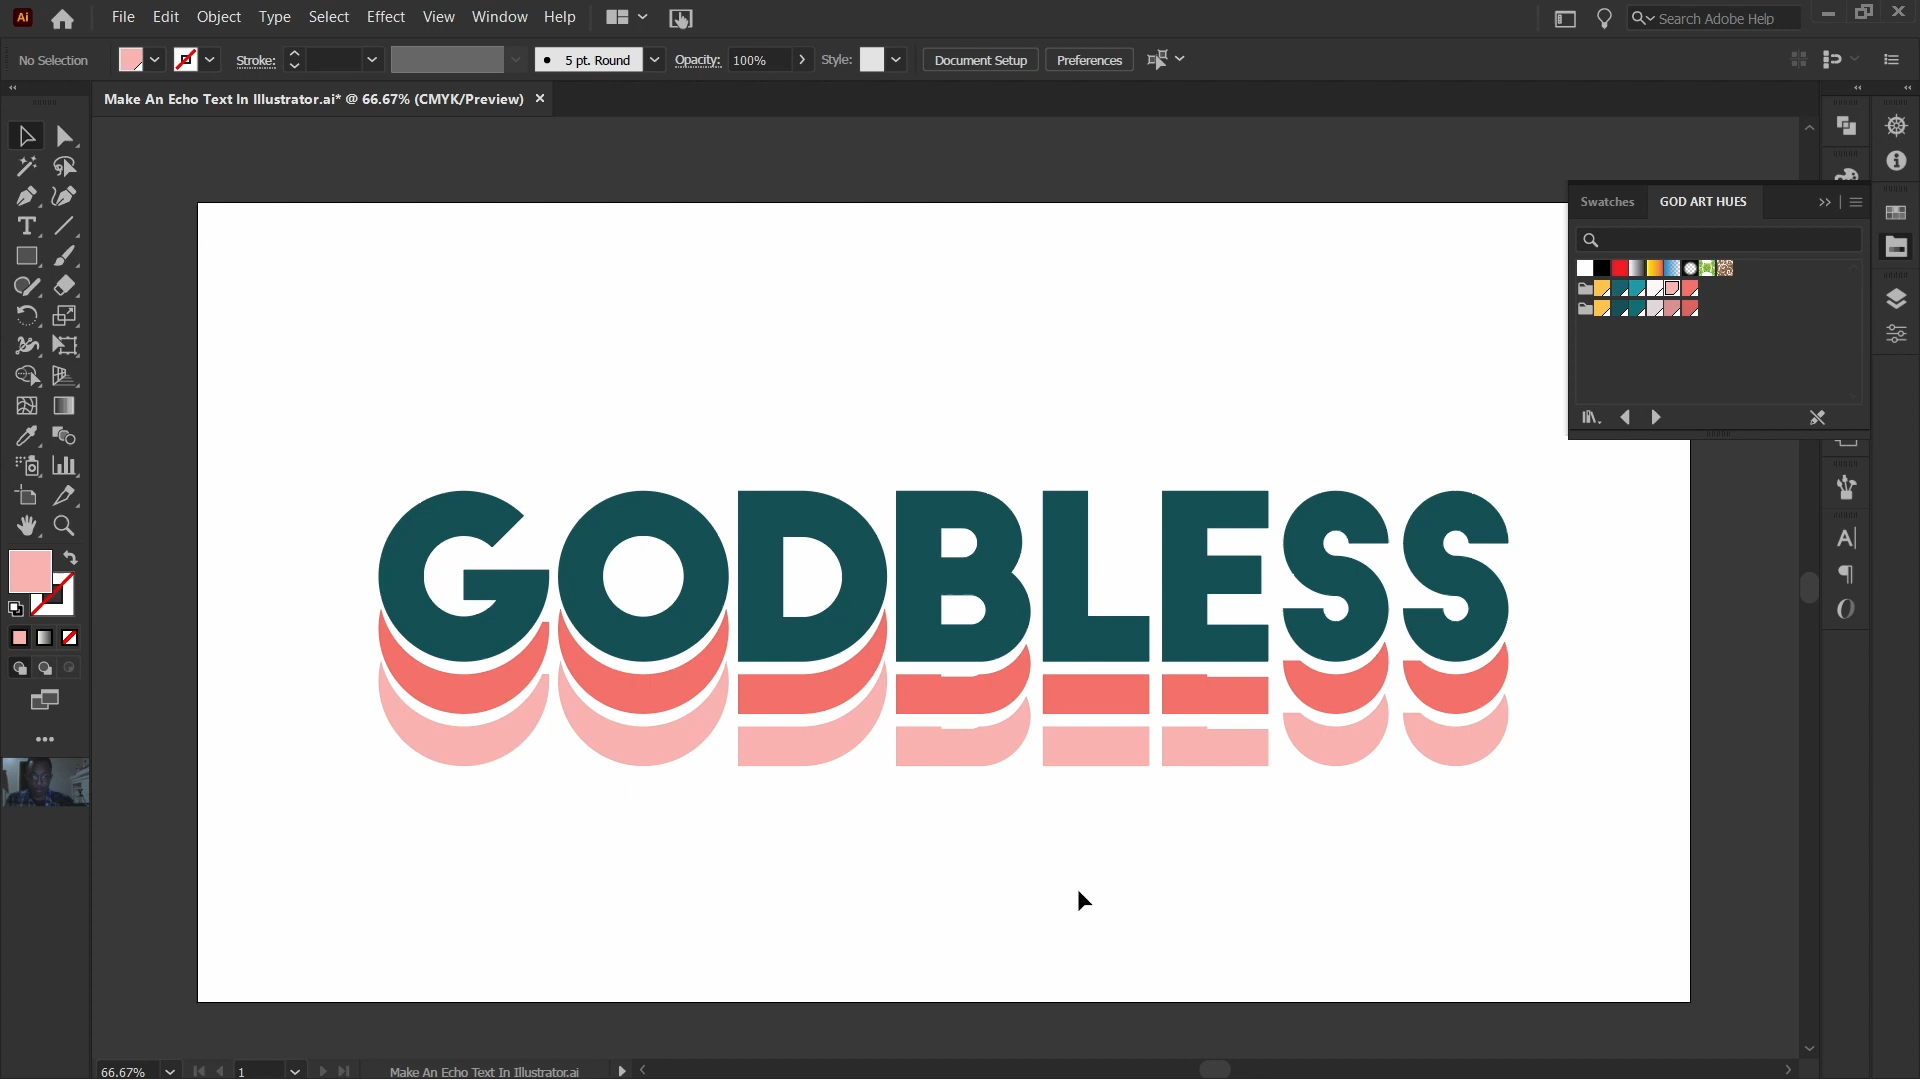 Ai File Edit Object Type Select Effect View Window Help Search Adobe Help
No Selection Stroke: 5 pt. Round Opacity: 100% Style: Document Setup Preferences
Make An Echo Text In Illustrator.ai* @ 66.67% (CMYK/Preview)
Swatches GOD ART HUES
GODBLESS
66.67% 1 Make An Echo Text In Illustrator.ai